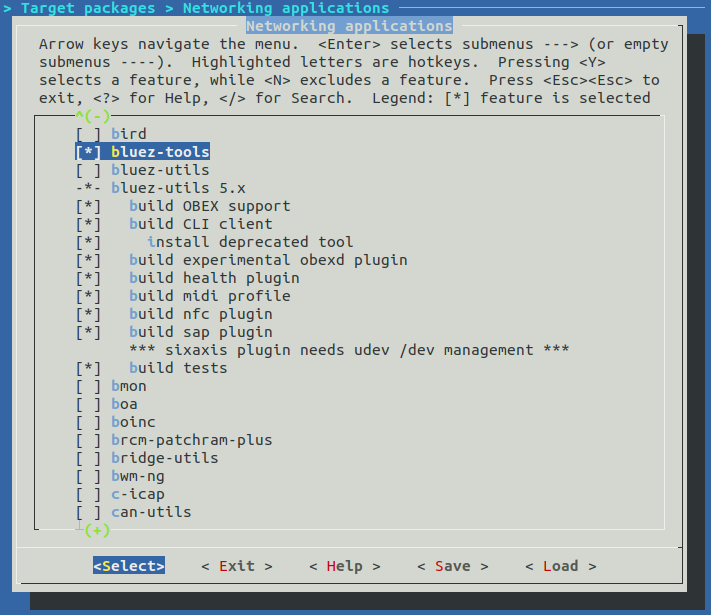 > Target packages > Networking applications
Networking applications
Arrow keys navigate the menu.  <Enter> selects submenus ---> (or empty
submenus ----).  Highlighted letters are hotkeys.  Pressing <Y>
selects a feature, while <N> excludes a feature.  Press <Esc><Esc> to
exit, <?> for Help, </> for Search.  Legend: [*] feature is selected
^(-)
[ ] bird
[*] bluez-tools
[ ] bluez-utils
-*- bluez-utils 5.x
[*]   build OBEX support
[*]   build CLI client
[*]     install deprecated tool
[*]   build experimental obexd plugin
[*]   build health plugin
[*]   build midi profile
[*]   build nfc plugin
[*]   build sap plugin
*** sixaxis plugin needs udev /dev management ***
[*]   build tests
[ ] bmon
[ ] boa
[ ] boinc
[ ] brcm-patchram-plus
[ ] bridge-utils
[ ] bwm-ng
[ ] c-icap
[ ] can-utils
(+)
<Select>    < Exit >    < Help >    < Save >    < Load >